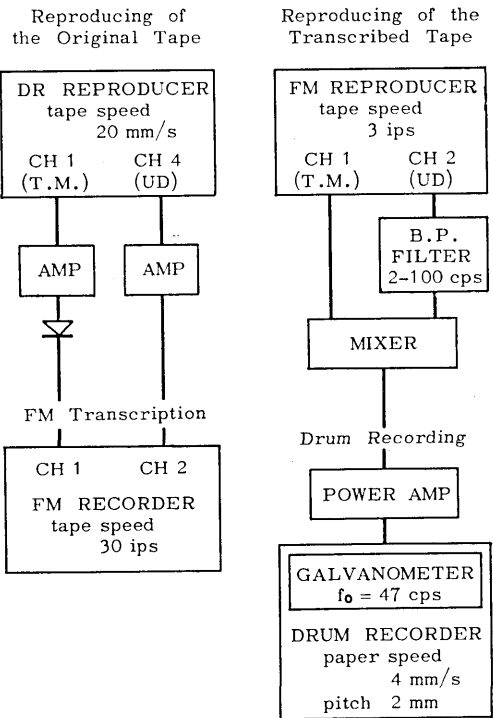 Reproducing of
the Original Tape
DR REPRODUCER
tape speed
20 mm/s
CH 1
CH 4
(T.M.)
(UD)
AMP
AMP
FM Transcription
CH 1
CH 2
FM RECORDER
tape speed
30 ips
Reproducing of the
Transcribed Tape
FM REPRODUCER
tape speed
3 ips
CH 1
CH 2
(T.M.)
(UD)
B.P.
FILTER
2-100 cps
MIXER
Drum Recording
POWER AMP
GALVANOMETER
fo = 47 cps
DRUM RECORDER
paper speed
4 mm/s
pitch 2 mm